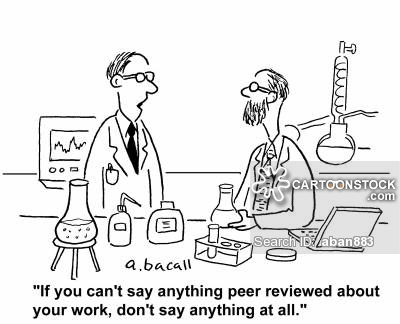 CARTOONSTOCK
.COM
Search ID: aban883
a.bacall
"If you can't say anything peer reviewed about
your work, don't say anything at all."